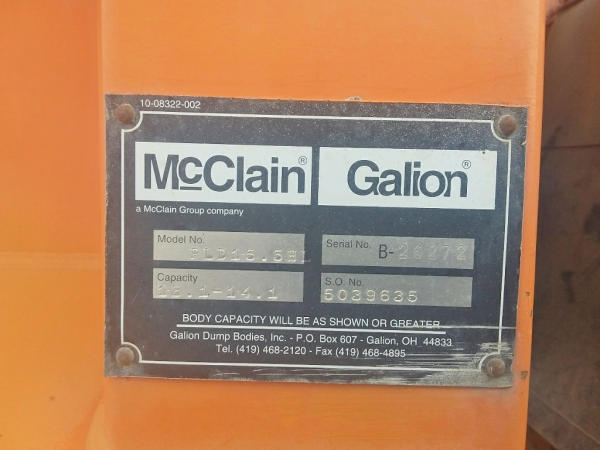 10-08322-002
McClain® Galion®
a McClain Group company
Model No.
Serial No. B-
Capacity
S.O. No.
5039635
BODY CAPACITY WILL BE AS SHOWN OR GREATER
Galion Dump Bodies, Inc. - P.O. Box 607 - Galion, OH 44833
Tel. (419) 468-2120 - Fax (419) 468-4895